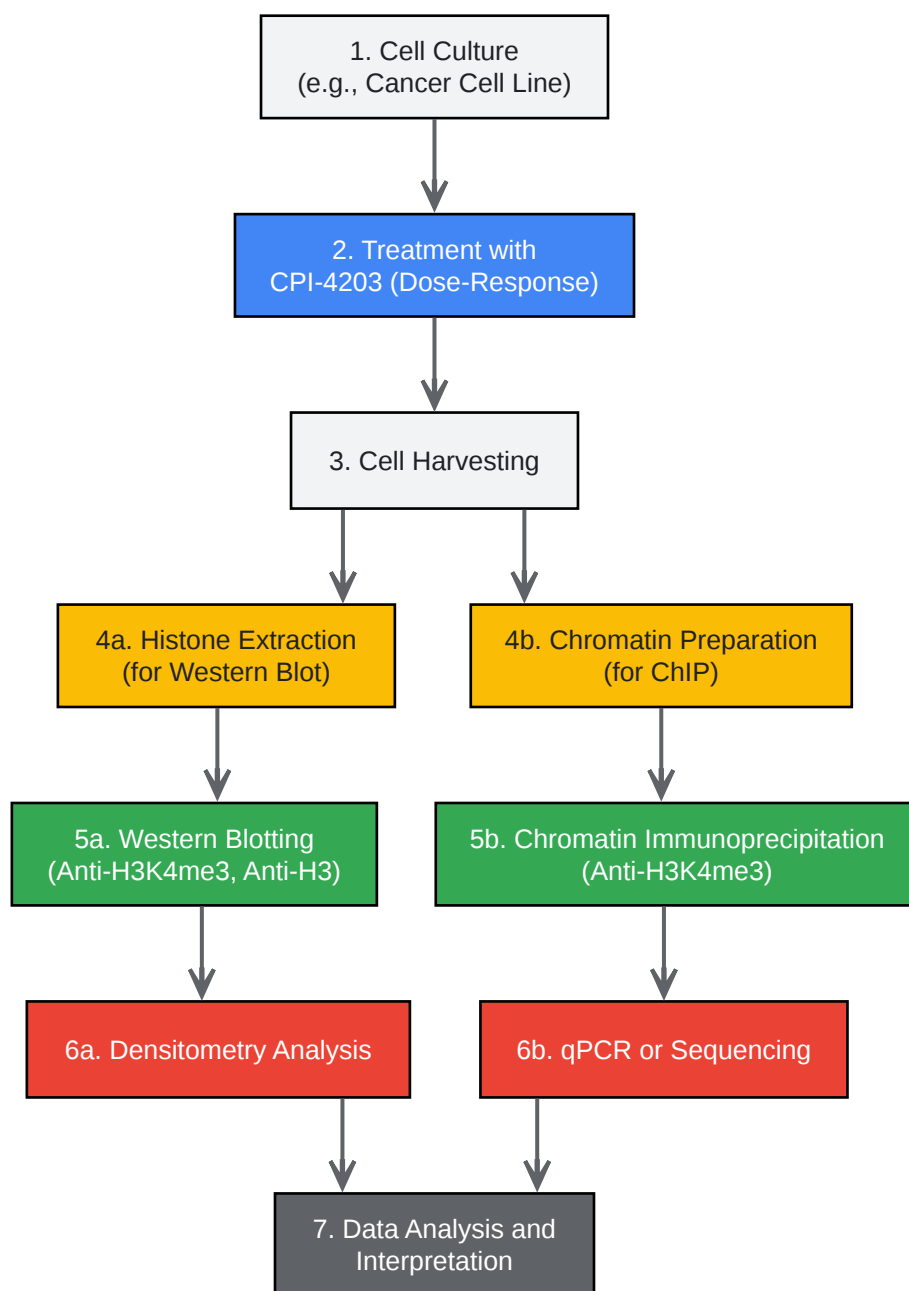 1. Cell Culture
(e.g., Cancer Cell Line)
2. Treatment with
CPI-4203 (Dose-Response)
3. Cell Harvesting
4a. Histone Extraction
(for Western Blot)
4b. Chromatin Preparation
(for ChIP)
5a. Western Blotting
(Anti-H3K4me3, Anti-H3)
5b. Chromatin Immunoprecipitation
(Anti-H3K4me3)
6a. Densitometry Analysis
6b. qPCR or Sequencing
7. Data Analysis and
Interpretation